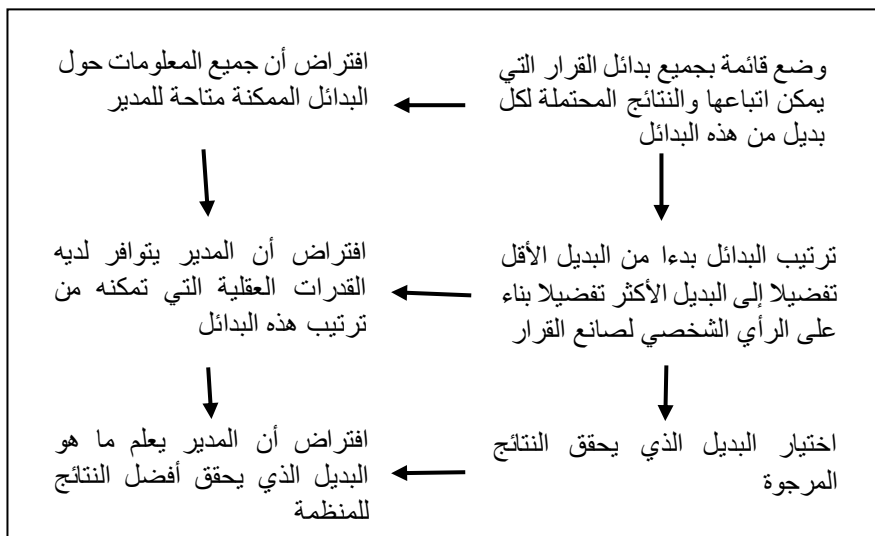 وضع قائمة بجميع بدائل القرار التي
يمكن اتباعها والنتائج المحتملة لكل
بديل من هذه البدائل
افتراض أن جميع المعلومات حول
البدائل الممكنة متاحة للمدير
ترتيب البدائل بدءا من البديل الأقل
تفضيلا إلى البديل الأكثر تفضيلا بناء
على الرأي الشخصي لصانع القرار
افتراض أن المدير يتوافر لديه
القدرات العقلية التي تمكنه من
ترتيب هذه البدائل
اختيار البديل الذي يحقق النتائج
المرجوة
افتراض أن المدير يعلم ما هو
البديل الذي يحقق أفضل النتائج
للمنظمة